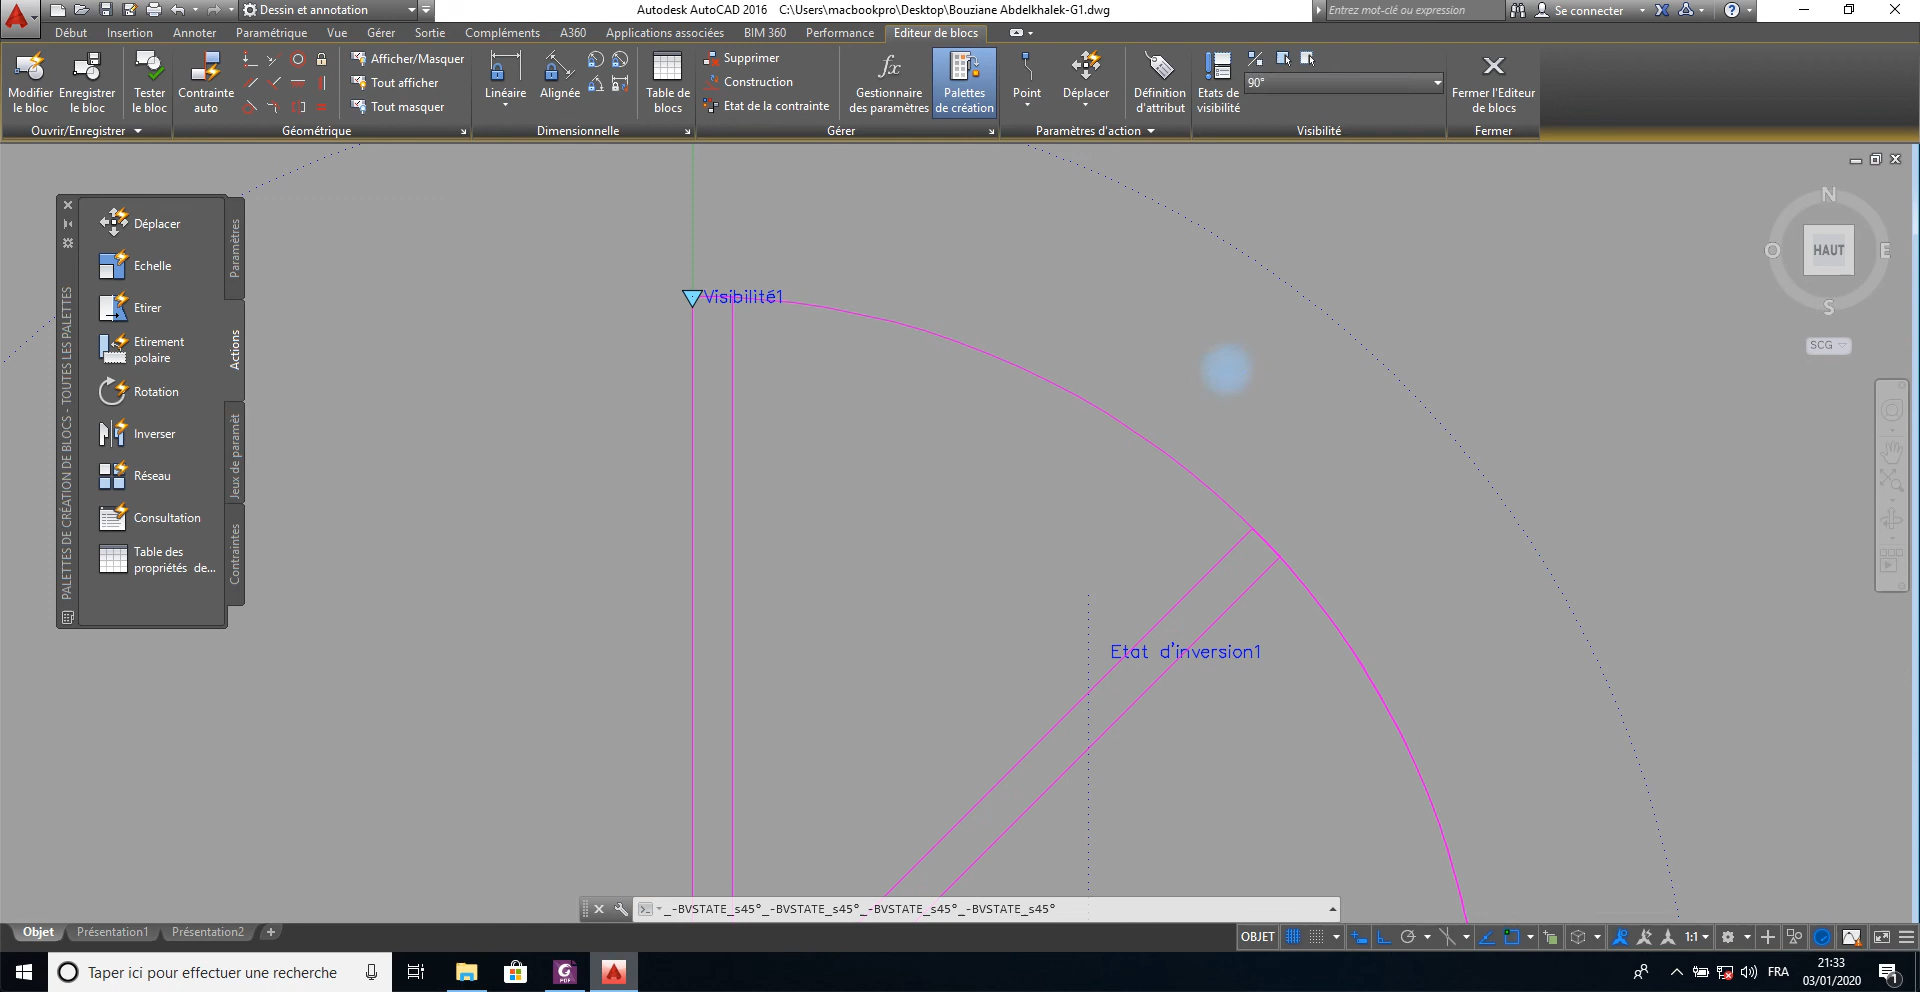 Dessin et annotation
Autodesk AutoCAD 2016 C:\Users\macbookpro\Desktop\Bouziane Abdelkhalek-G1.dwg
Entrez mot-clé ou expression
Se connecter
Début Insertion Annoter Paramétrique Vue Gérer Sortie Compléments A360 Applications associées BIM 360 Performance Editeur de blocs
Modifier le bloc
Enregistrer le bloc
Tester le bloc
Contrainte auto
Afficher/Masquer
Tout afficher
Tout masquer
Linéaire
Alignée
Table de blocs
Supprimer
Construction
Etat de la contrainte
fx
Gestionnaire des paramètres
Palettes de création
Point
Déplacer
Définition d'attribut
Etats de visibilité
90°
Fermer l'Editeur de blocs
Ouvrir/Enregistrer
Géométrique
Dimensionnelle
Gérer
Paramètres d'action
Visibilité
Fermer
Déplacer
Echelle
Etirer
Etirement polaire
Rotation
Inverser
Réseau
Consultation
Table des propriétés de...
Paramètres
Actions
Jeux de paramèt
Contraintes
PALETTES DE CRÉATION DE BLOCS - TOUTES LES PALETTES
Visibilité1
Etat d'inversion1
N
O
HAUT
E
S
SCG
_-BVSTATE_s45°_-BVSTATE_s45°_-BVSTATE_s45°_-BVSTATE_s45°
Objet Présentation1 Présentation2 +
OBJET
1:1
Taper ici pour effectuer une recherche
PDF
FRA
21:33
03/01/2020
1